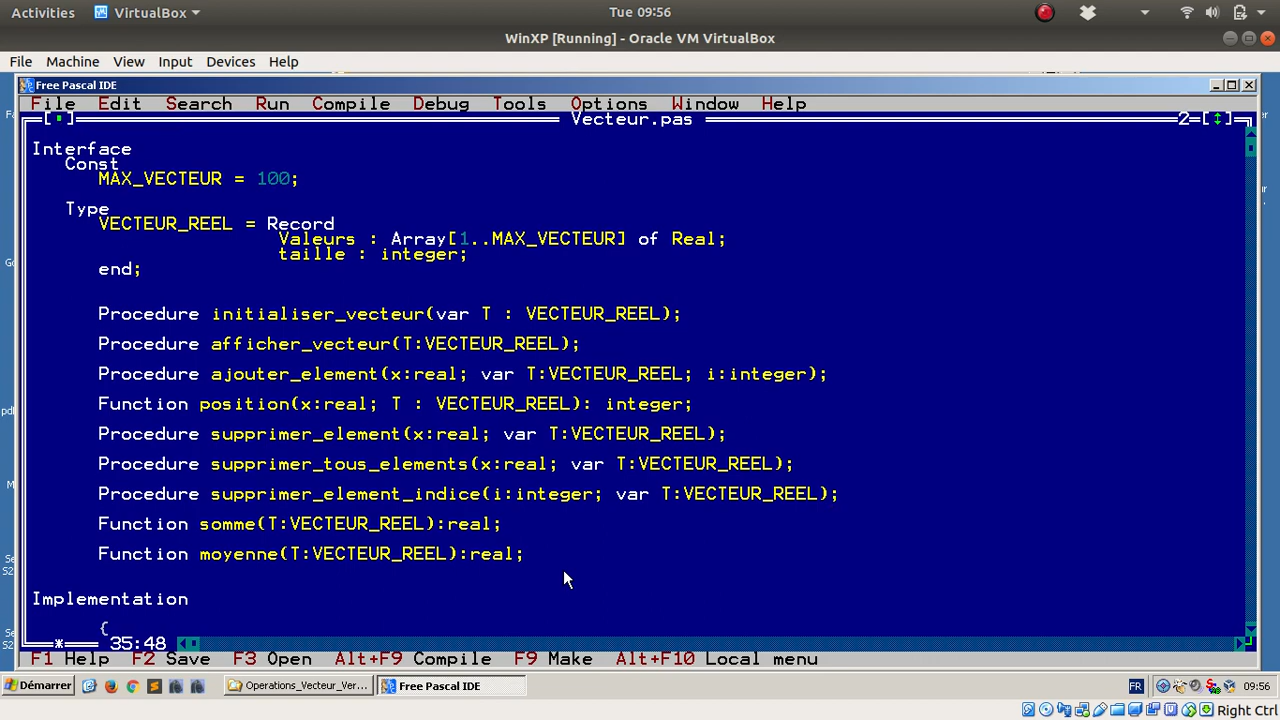 Activities VirtualBox Tue 09:56
WinXP [Running] - Oracle VM VirtualBox
File Machine View Input Devices Help
Free Pascal IDE
File Edit Search Run Compile Debug Tools Options Window Help
Vecteur.pas 2
Interface
Const
MAX_VECTEUR = 100;
Type
VECTEUR_REEL = Record
Valeurs : Array[1..MAX_VECTEUR] of Real;
taille : integer;
end;
Procedure initialiser_vecteur(var T : VECTEUR_REEL);
Procedure afficher_vecteur(T:VECTEUR_REEL);
Procedure ajouter_element(x:real; var T:VECTEUR_REEL; i:integer);
Function position(x:real; T : VECTEUR_REEL): integer;
Procedure supprimer_element(x:real; var T:VECTEUR_REEL);
Procedure supprimer_tous_elements(x:real; var T:VECTEUR_REEL);
Procedure supprimer_element_indice(i:integer; var T:VECTEUR_REEL);
Function somme(T:VECTEUR_REEL):real;
Function moyenne(T:VECTEUR_REEL):real;
Implementation
{
* 35:48
F1 Help F2 Save F3 Open Alt+F9 Compile F9 Make Alt+F10 Local menu
Démarrer Operations_Vecteur_Ver... Free Pascal IDE FR 09:56
Right Ctrl